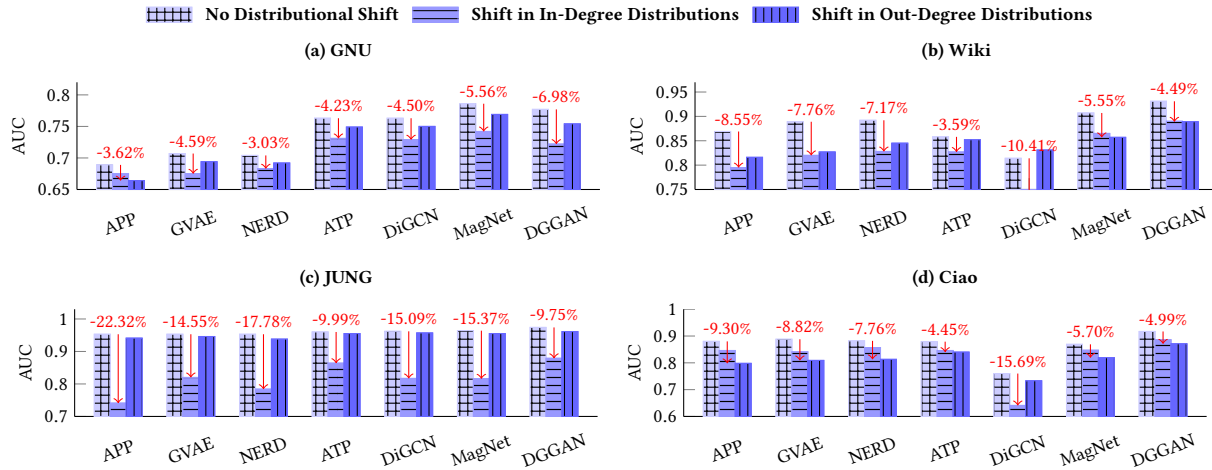 No Distributional Shift Shift in In-Degree Distributions Shift in Out-Degree Distributions
(a) GNU
0.8
0.75
0.7
0.65
AUC
-3.62% -4.59% -3.03% -4.23% -4.50% -5.56% -6.98%
APP GVAE NERD ATP DiGCN MagNet DGGAN
(b) Wiki
0.95
0.9
0.85
0.8
0.75
AUC
-8.55% -7.76% -7.17% -3.59% -10.41% -5.55% -4.49%
APP GVAE NERD ATP DiGCN MagNet DGGAN
(c) JUNG
1
0.9
0.8
0.7
AUC
-22.32% -14.55% -17.78% -9.99% -15.09% -15.37% -9.75%
APP GVAE NERD ATP DiGCN MagNet DGGAN
(d) Ciao
1
0.9
0.8
0.7
0.6
AUC
-9.30% -8.82% -7.76% -4.45% -15.69% -5.70% -4.99%
APP GVAE NERD ATP DiGCN MagNet DGGAN